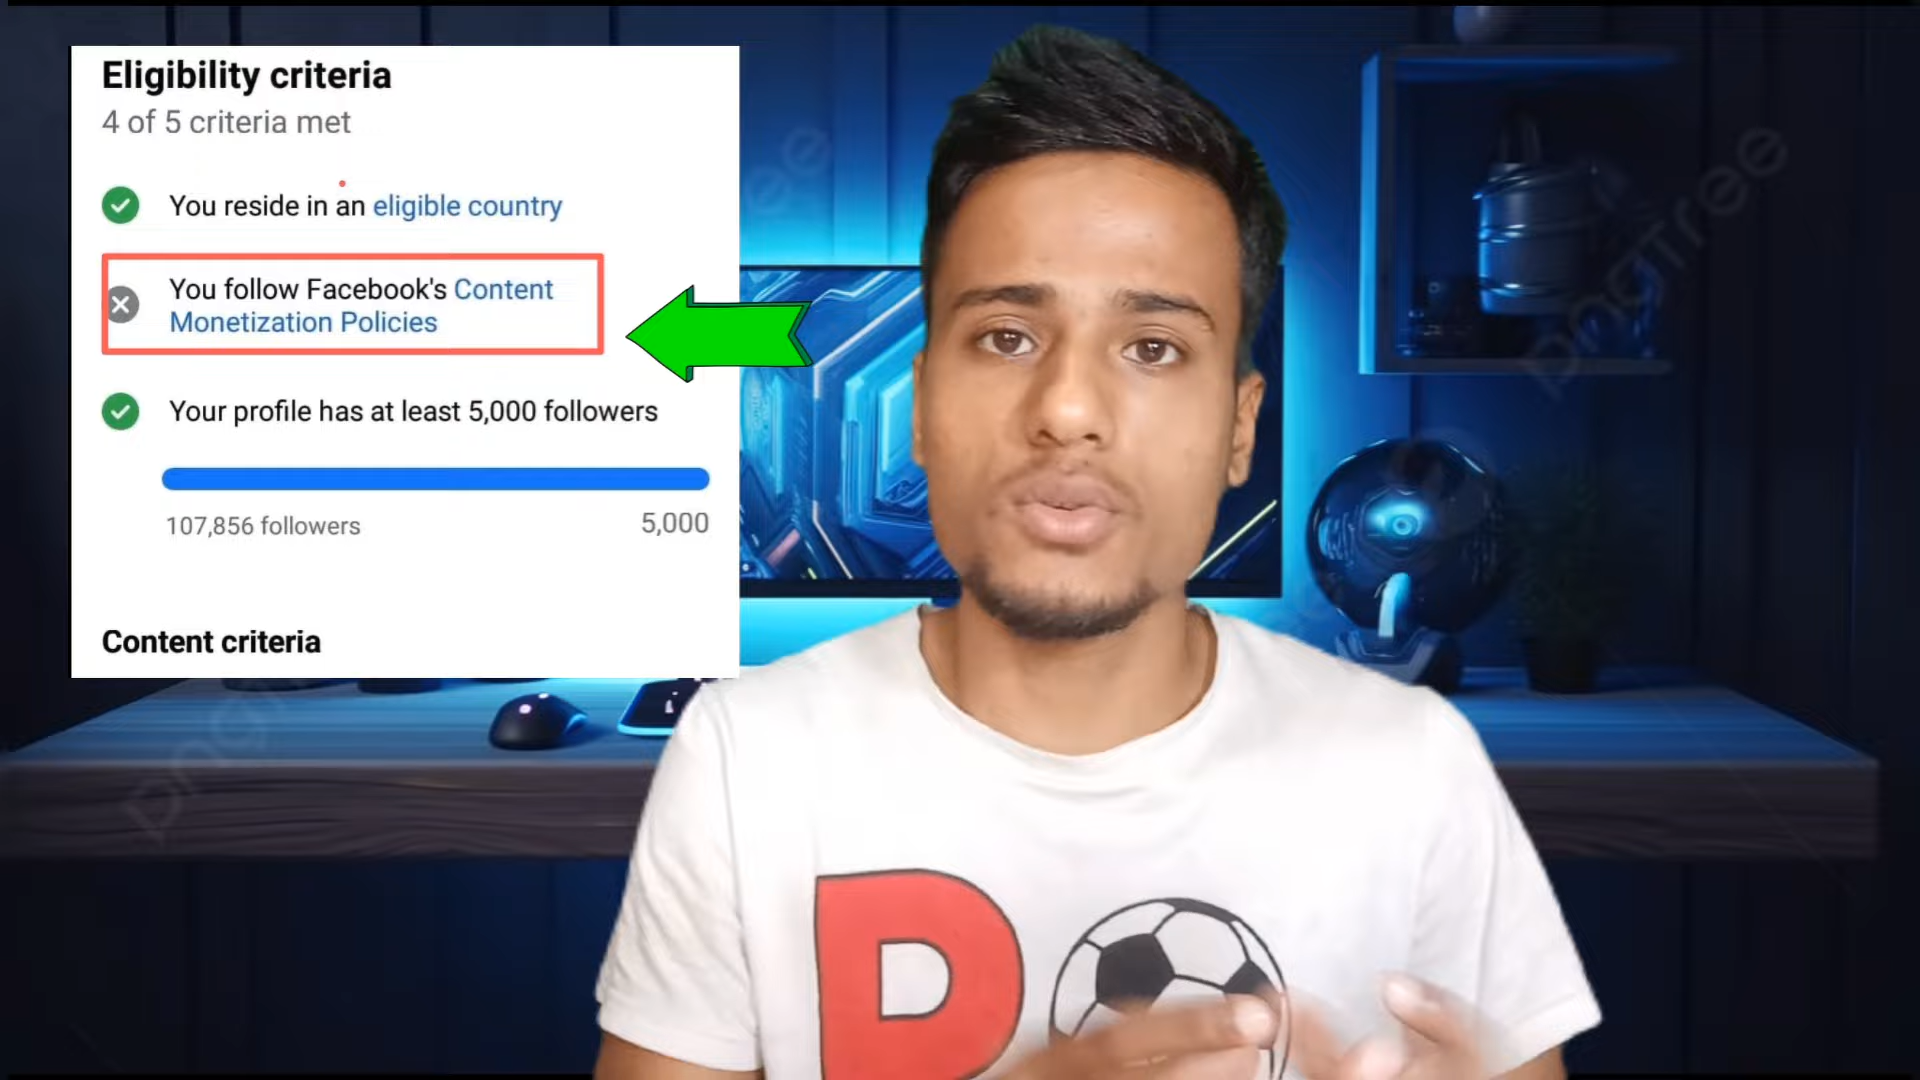 Eligibility criteria
4 of 5 criteria met
You reside in an eligible country
You follow Facebook's Content
Monetization Policies
Your profile has at least 5,000 followers
107,856 followers
5,000
Content criteria
pngtree